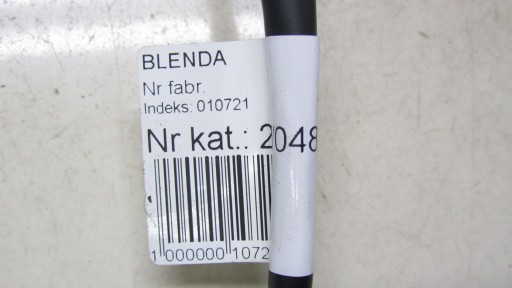 BLENDA
Nr fabr.
Indeks: 010721
Nr kat.: 2048
1 000000 1072